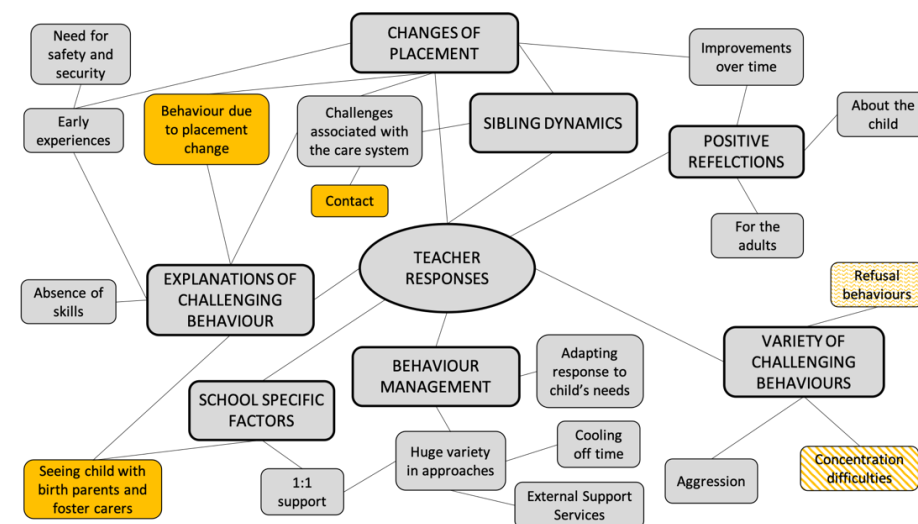 Need for
safety and
security
CHANGES OF
PLACEMENT
Improvements
over time
Early
experiences
Behaviour due
to placement
change
Challenges
associated with
the care system
SIBLING DYNAMICS
About the
child
POSITIVE
REFELCTIONS
Contact
For the
adults
TEACHER
RESPONSES
EXPLANATIONS OF
CHALLENGING
BEHAVIOUR
Absence of
skills
Refusal
behaviours
VARIETY OF
CHALLENGING
BEHAVIOURS
BEHAVIOUR
MANAGEMENT
Adapting
response to
child's needs
SCHOOL SPECIFIC
FACTORS
Seeing child with
birth parents and
foster carers
1:1
support
Huge variety
in approaches
Cooling
off time
External Support
Services
Aggression
Concentration
difficulties